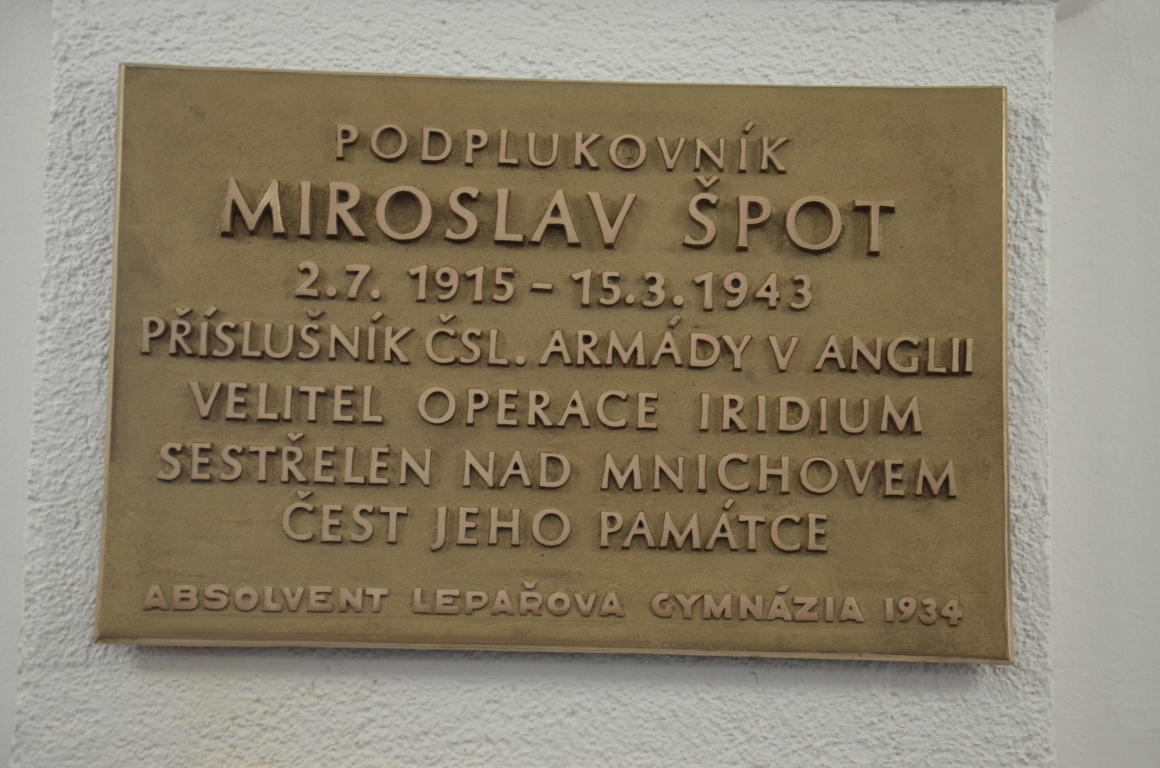 PODPLUKOVNÍK
MIROSLAV ŠPOT
2.7. 1915 – 15.3.1943
PŘÍSLUŠNÍK ČSL. ARMÁDY V ANGLII
VELITEL OPERACE IRIDIUM
SESTŘELEN NAD MNICHOVEM
ČEST JEHO PAMÁTCE
ABSOLVENT LEPAŘOVA GYMNÁZIA 1934